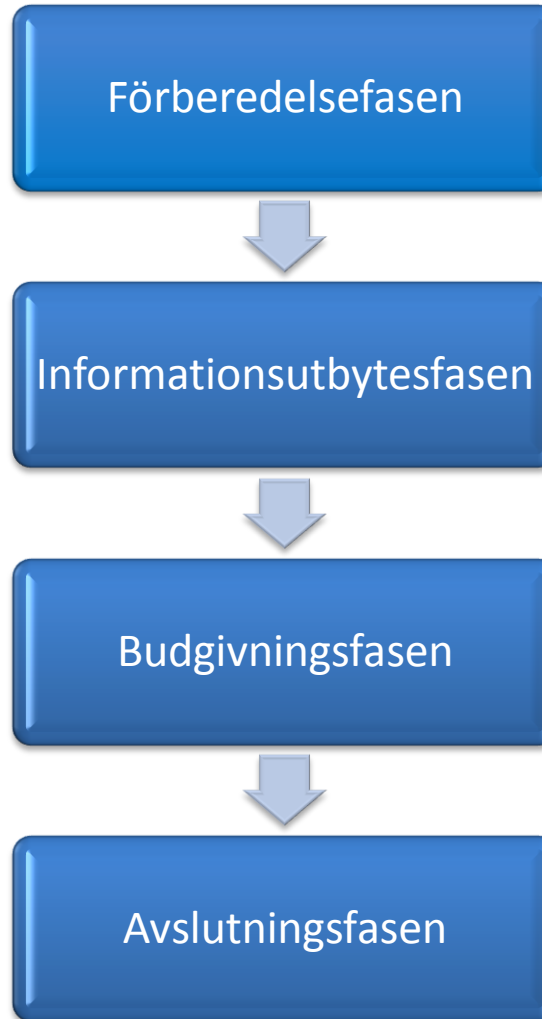 Förberedelsefasen
Informationsutbytesfasen
Budgivningsfasen
Avslutningsfasen